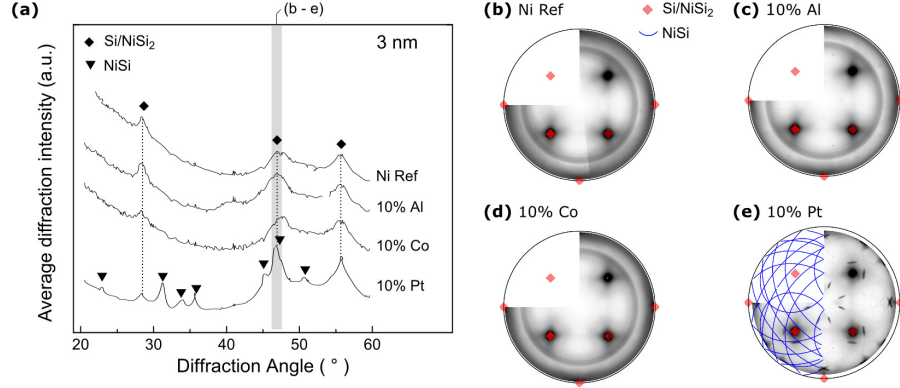 (a)
(b - e)
3 nm
Si/NiSi₂
NiSi
Ni Ref
10% Al
10% Co
10% Pt
Average diffraction intensity (a.u.)
20 30 40 50 60
Diffraction Angle ( ° )
(b) Ni Ref
Si/NiSi₂
NiSi
(c) 10% Al
(d) 10% Co
(e) 10% Pt